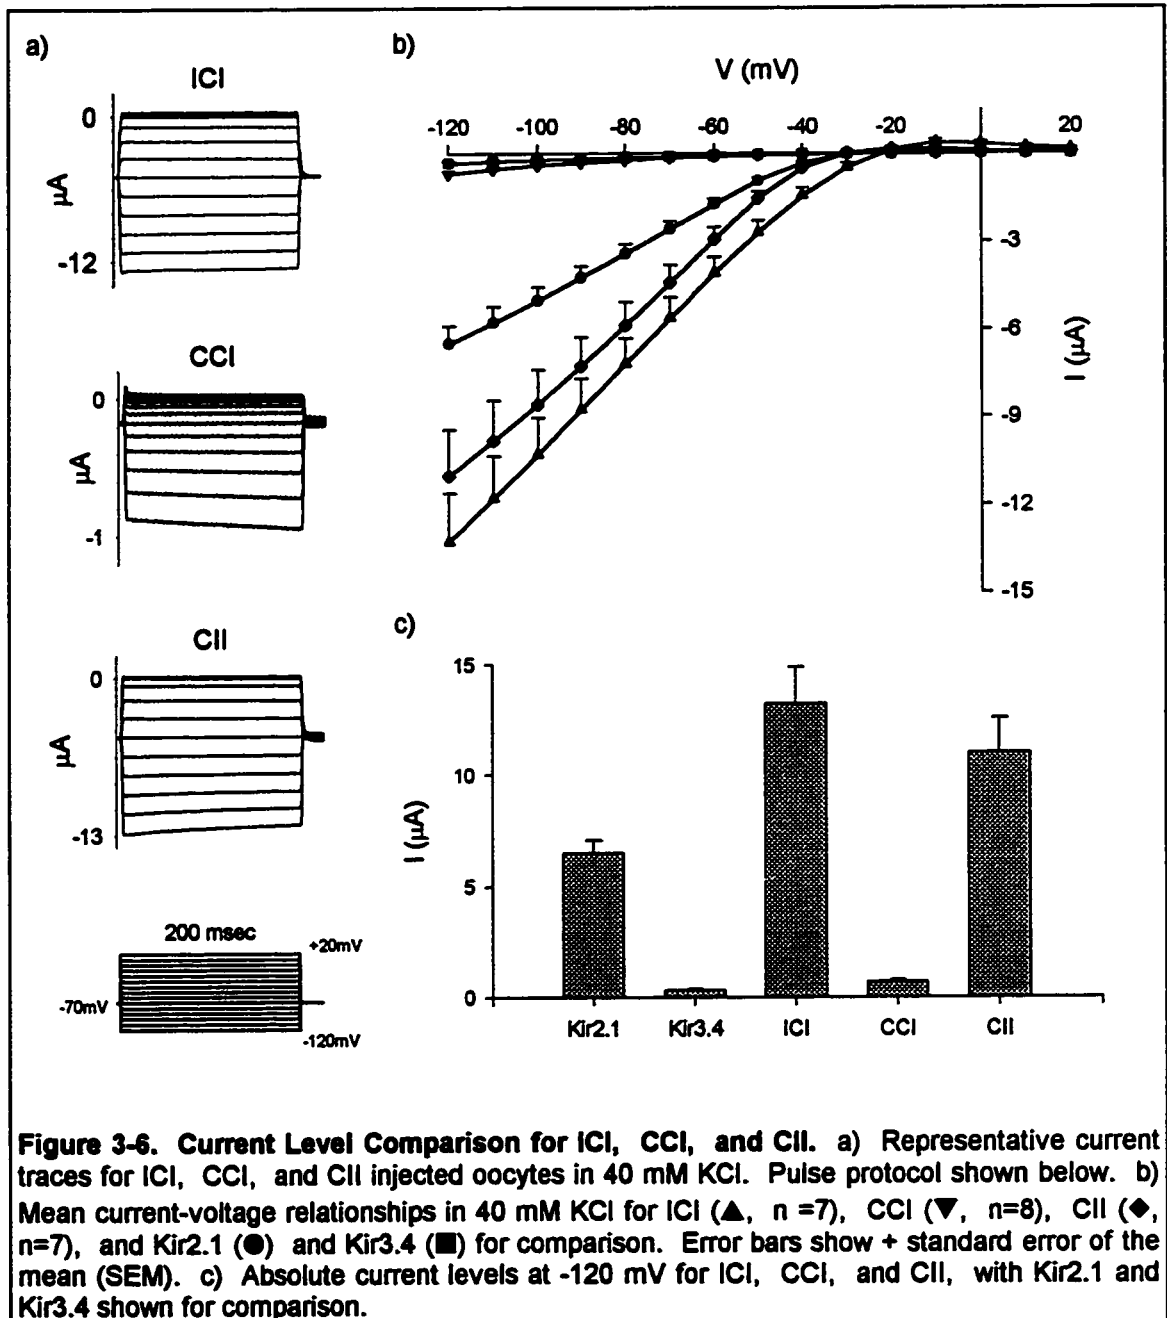 a)
ICI
0
µA
-12
CCI
0
µA
-1
CII
0
µA
-13
200 msec
+20mV
-70mV
-120mV
b)
V (mV)
-120 -100 -80 -60 -40 -20 20
-3
-6
-9
-12
-15
I (µA)
c)
15
10
5
0
I (µA)
Kir2.1 Kir3.4 ICI CCI CII
Figure 3-6. Current Level Comparison for ICI, CCI, and CII. a) Representative current
traces for ICI, CCI, and CII injected oocytes in 40 mM KCl. Pulse protocol shown below. b)
Mean current-voltage relationships in 40 mM KCl for ICI (▲, n =7), CCI (▼, n=8), CII (◆,
n=7), and Kir2.1 (●) and Kir3.4 (■) for comparison. Error bars show + standard error of the
mean (SEM). c) Absolute current levels at -120 mV for ICI, CCI, and CII, with Kir2.1 and
Kir3.4 shown for comparison.